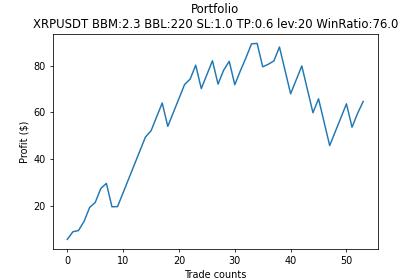 Portfolio
XRPUSDT BBM:2.3 BBL:220 SL:1.0 TP:0.6 lev:20 WinRatio:76.0
80
60
40
20
Profit ($)
0 10 20 30 40 50
Trade counts